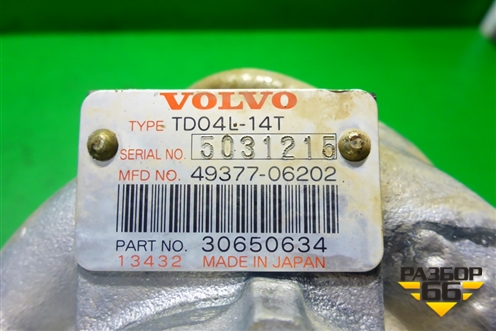 VOLVO
TYPE TD04L-14T
SERIAL NO. 5031215
MFD NO. 49377-06202
PART NO. 30650634
13432 MADE IN JAPAN
РАЗБОР
66